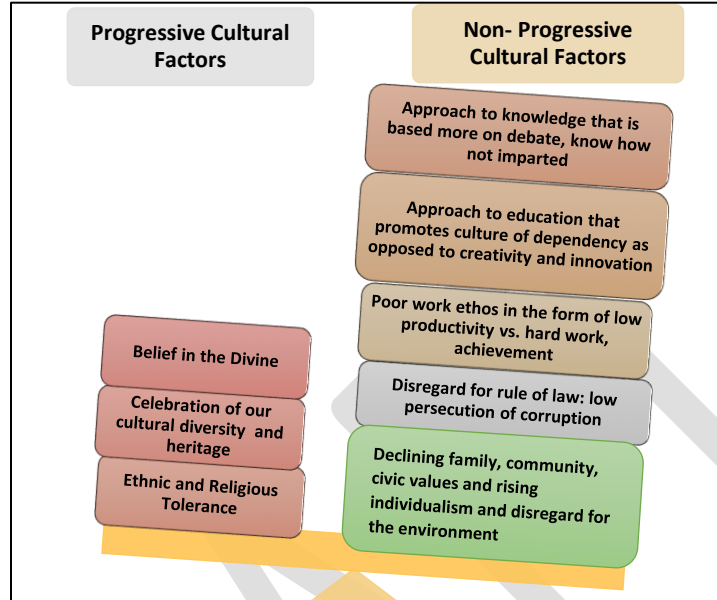 Progressive Cultural
Factors
Non- Progressive
Cultural Factors
Approach to knowledge that is
based more on debate, know how
not imparted
Approach to education that
promotes culture of dependency as
opposed to creativity and innovation
Poor work ethos in the form of low
productivity vs. hard work,
achievement
Disregard for rule of law: low
persecution of corruption
Declining family, community,
civic values and rising
individualism and disregard for
the environment
Belief in the Divine
Celebration of our
cultural diversity and
heritage
Ethnic and Religious
Tolerance